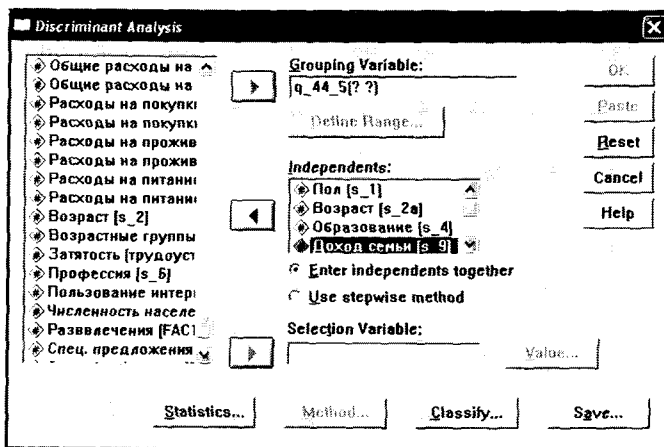 Discriminant Analysis
Общие расходы на
Общие расходы на
Расходы на покупкı
Расходы на покупкı
Расходы на прожив
Расходы на прожив
Расходы на питани
Расходы на питани
Возраст [s_2]
Возрастные группы
Затятость [трудоуст
Профессия [s_6]
Пользование интер
Численность населе
Разввлечения [FAC1
Спец. предложения
Grouping Variable:
q_44_5(? ?)
Define Range...
Independents:
Пол [s_1]
Возраст [s_2a]
Образование [s_4]
Доход семьи [s_9]
Enter independents together
Use stepwise method
Selection Variable:
Value...
OK
Paste
Reset
Cancel
Help
Statistics...
Method...
Classify...
Save...